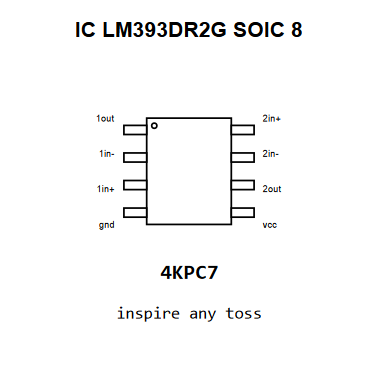 IC LM393DR2G SOIC 8
1out 2in+
1in- 2in-
1in+ 2out
gnd vcc
4KPC7
inspire any toss